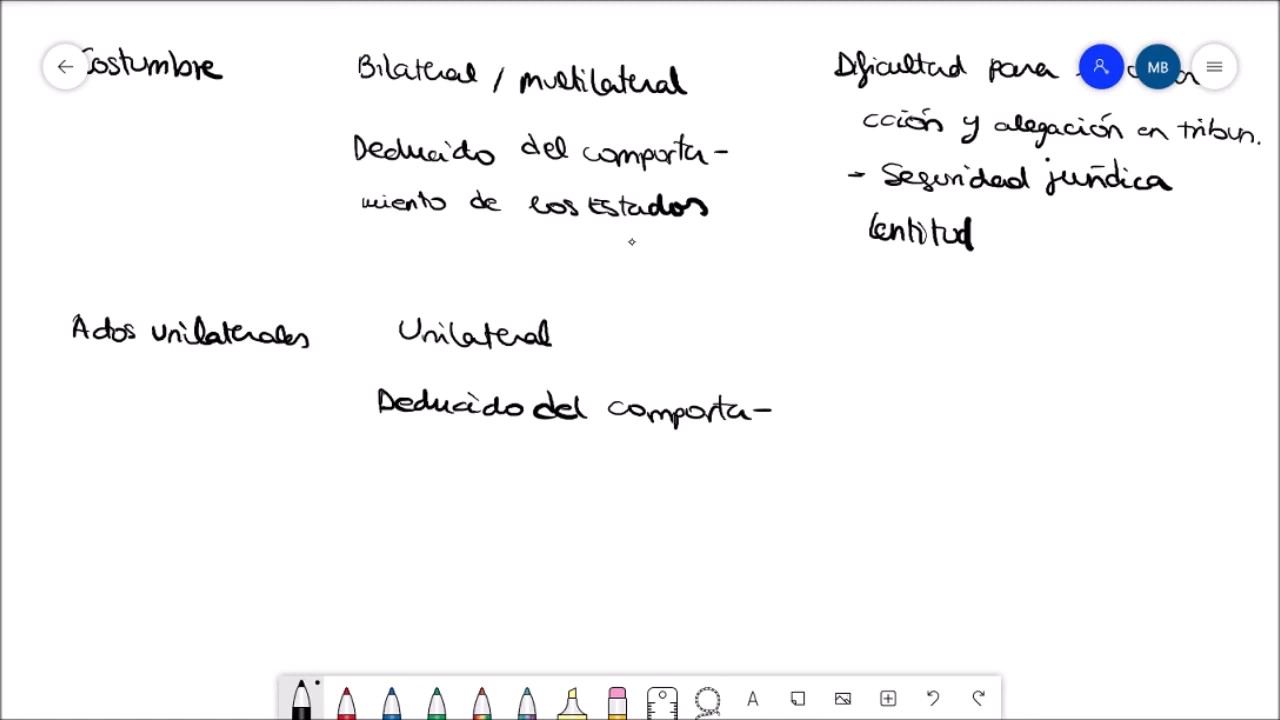 Costumbre
Bilateral / multilateral
Deducido del comporta-
miento de los Estados
Dificultad para
cción y alegación en tribun.
- Seguridad jurídica
lentitud
MB
Actos unilaterales
Unilateral
Deducido del comporta-
A